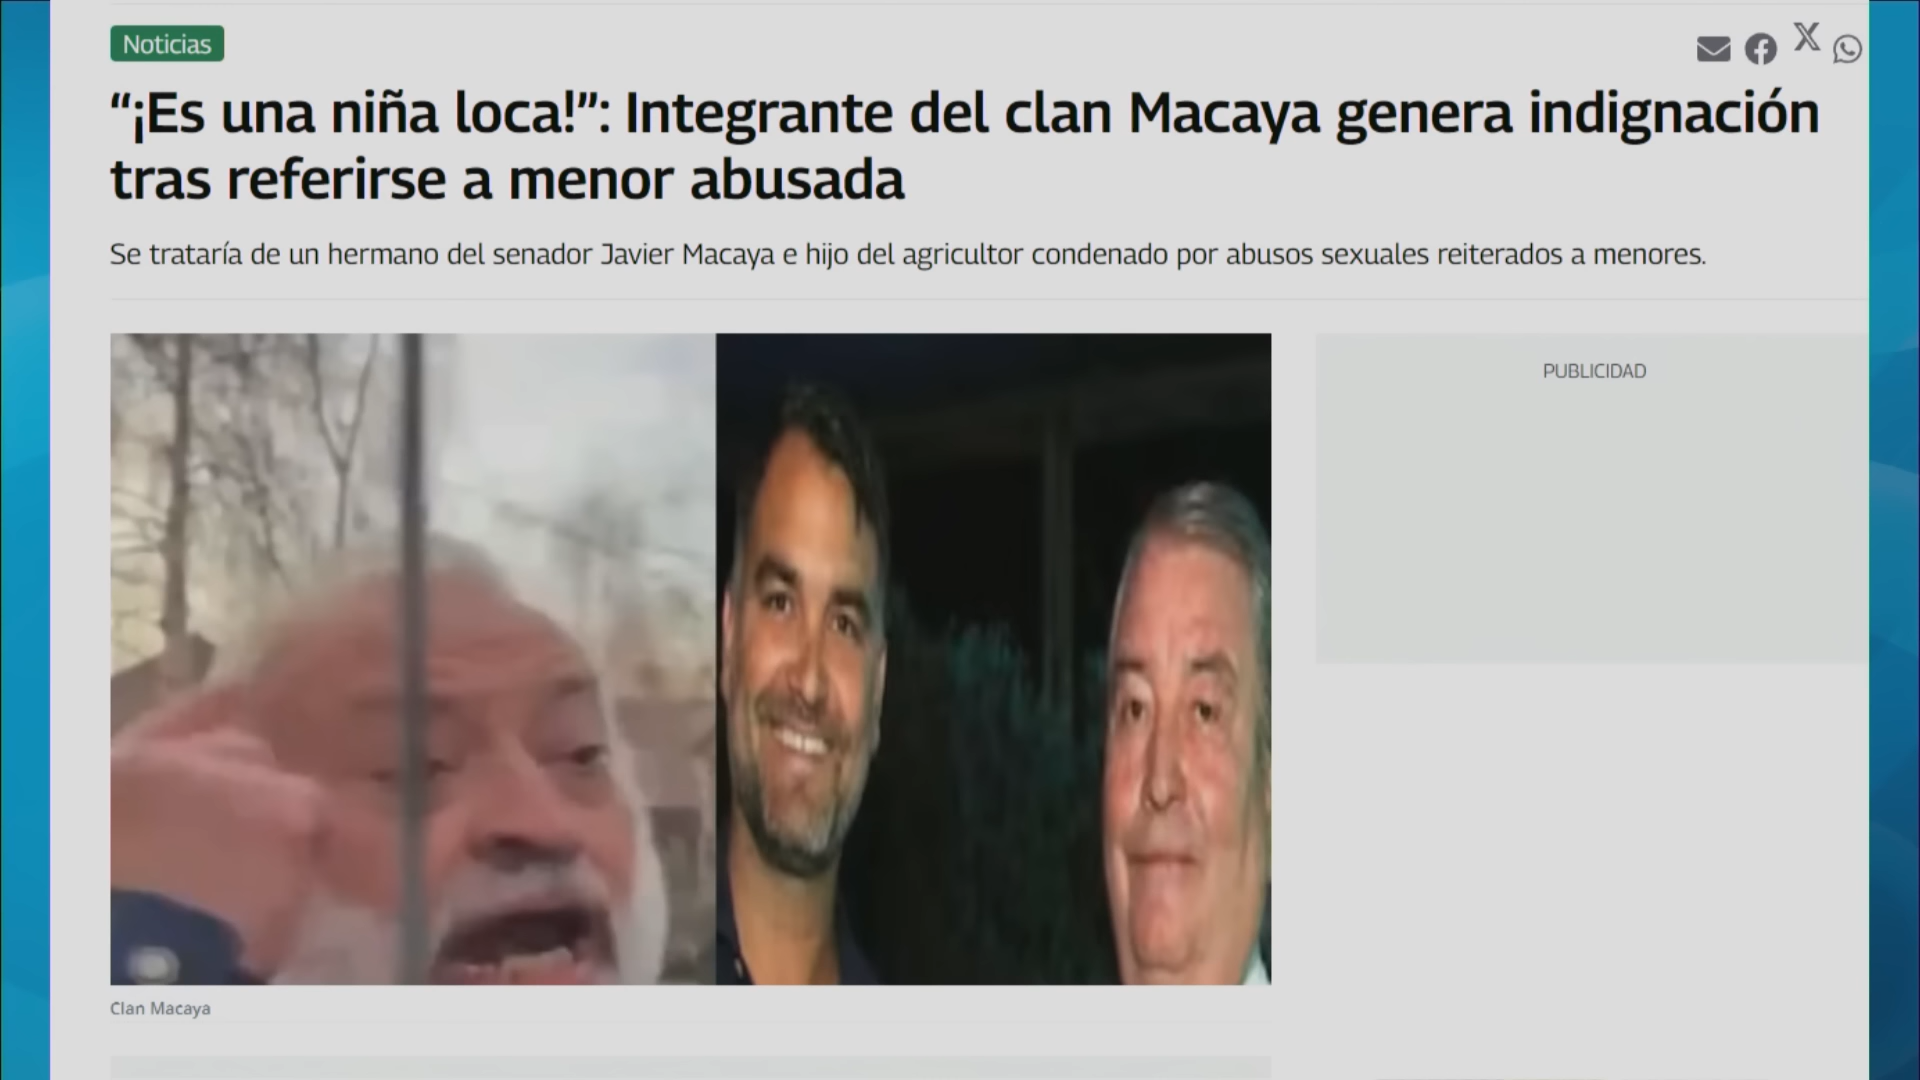 Noticias
“¡Es una niña loca!”: Integrante del clan Macaya genera indignación
tras referirse a menor abusada
Se trataría de un hermano del senador Javier Macaya e hijo del agricultor condenado por abusos sexuales reiterados a menores.
PUBLICIDAD
Clan Macaya